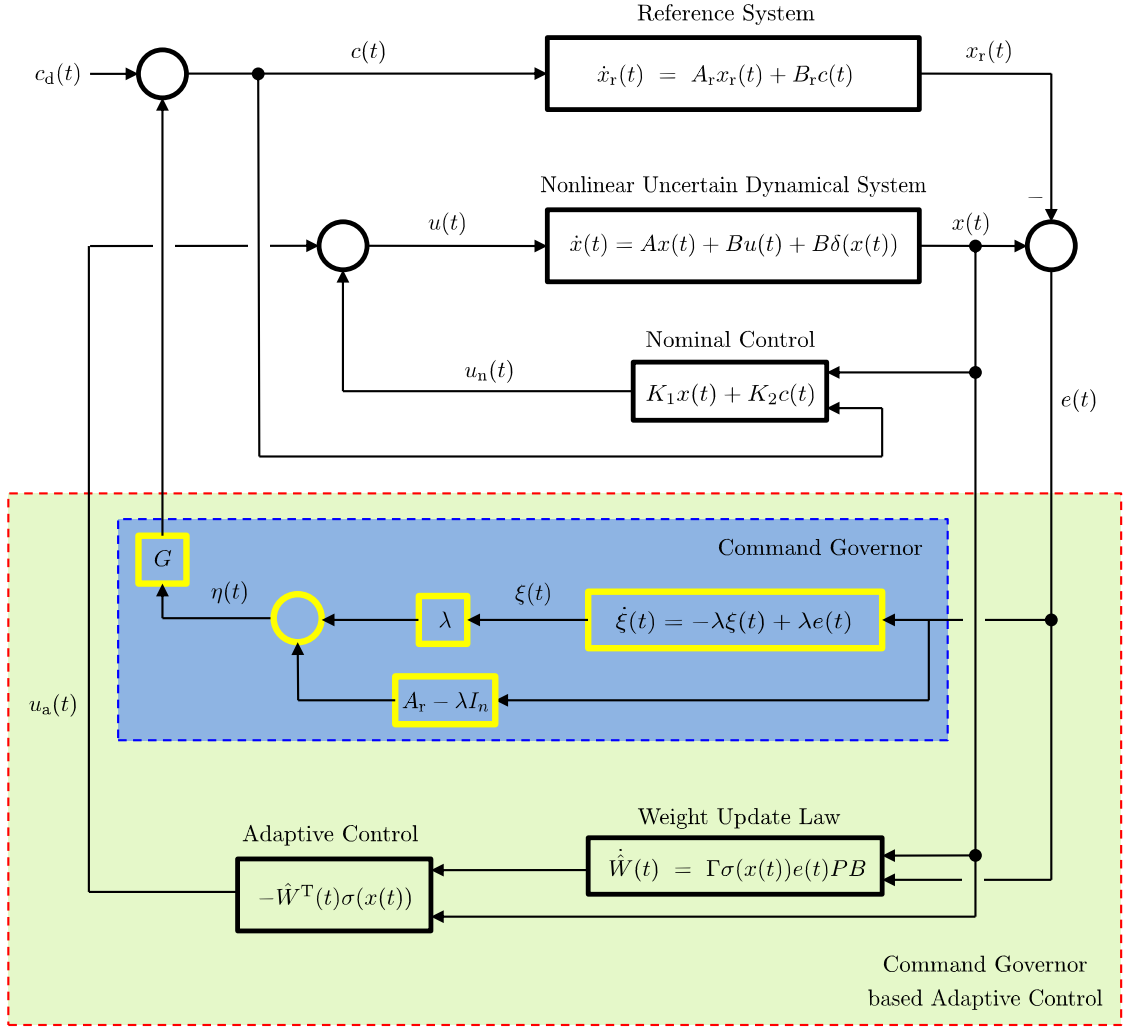 Reference System
c_d(t)
c(t)
ẋ_r(t) = A_r x_r(t) + B_r c(t)
x_r(t)
Nonlinear Uncertain Dynamical System
−
u(t)
ẋ(t) = Ax(t) + Bu(t) + Bδ(x(t))
x(t)
Nominal Control
u_n(t)
K_1 x(t) + K_2 c(t)
e(t)
Command Governor
G
η(t)
λ
ξ(t)
ξ̇(t) = −λξ(t) + λe(t)
A_r − λI_n
u_a(t)
Weight Update Law
Adaptive Control
Ŵ̇(t) = Γσ(x(t))e(t)PB
−Ŵ^T(t)σ(x(t))
Command Governor
based Adaptive Control